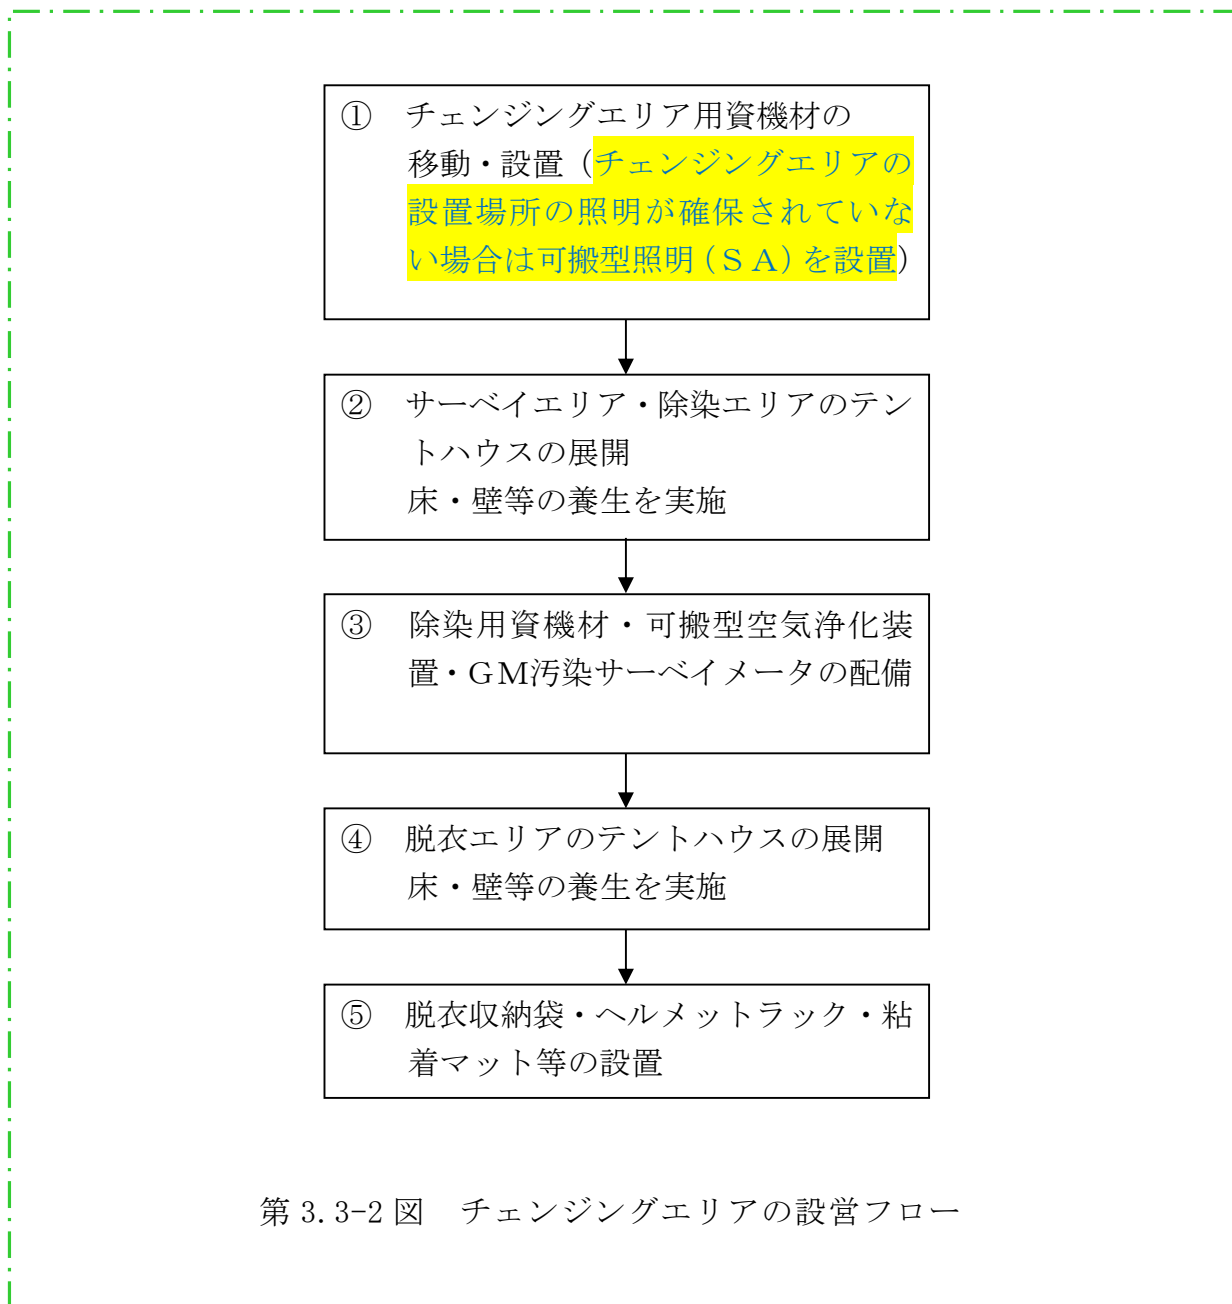 ① チェンジングエリア用資機材の
移動・設置（チェンジングエリアの
設置場所の照明が確保されていな
い場合は可搬型照明（ＳＡ）を設置）
② サーベイエリア・除染エリアのテン
トハウスの展開
床・壁等の養生を実施
③ 除染用資機材・可搬型空気浄化装
置・ＧＭ汚染サーベイメータの配備
④ 脱衣エリアのテントハウスの展開
床・壁等の養生を実施
⑤ 脱衣収納袋・ヘルメットラック・粘
着マット等の設置
第 3.3-2 図　チェンジングエリアの設営フロー